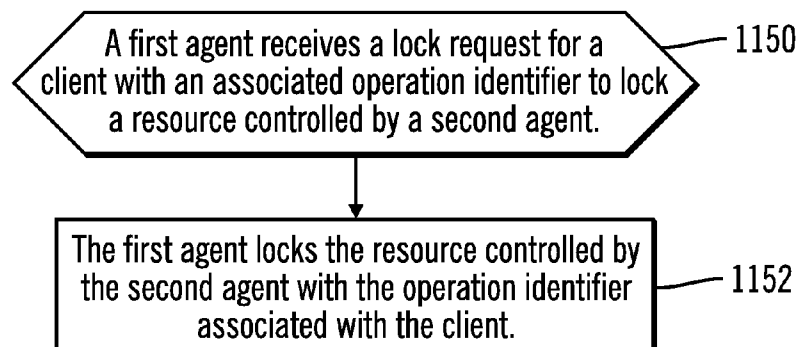 A first agent receives a lock request for a
client with an associated operation identifier to lock
a resource controlled by a second agent.
1150
The first agent locks the resource controlled by
the second agent with the operation identifier
associated with the client.
1152